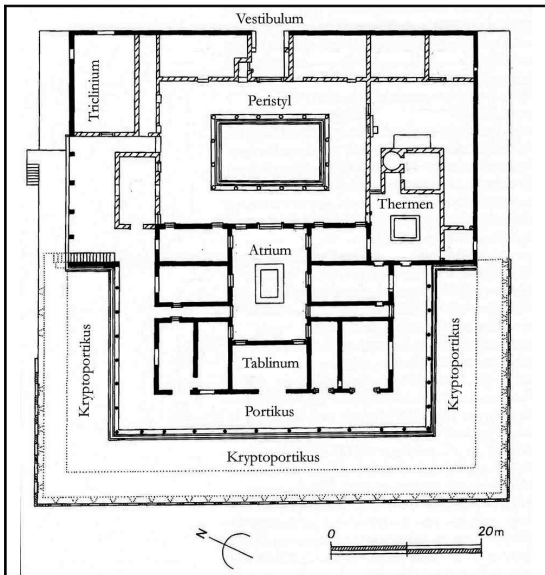 Vestibulum
Triclinium
Peristyl
Thermen
Atrium
Tablinum
Kryptoportikus
Kryptoportikus
Portikus
Kryptoportikus
N
0
20 m